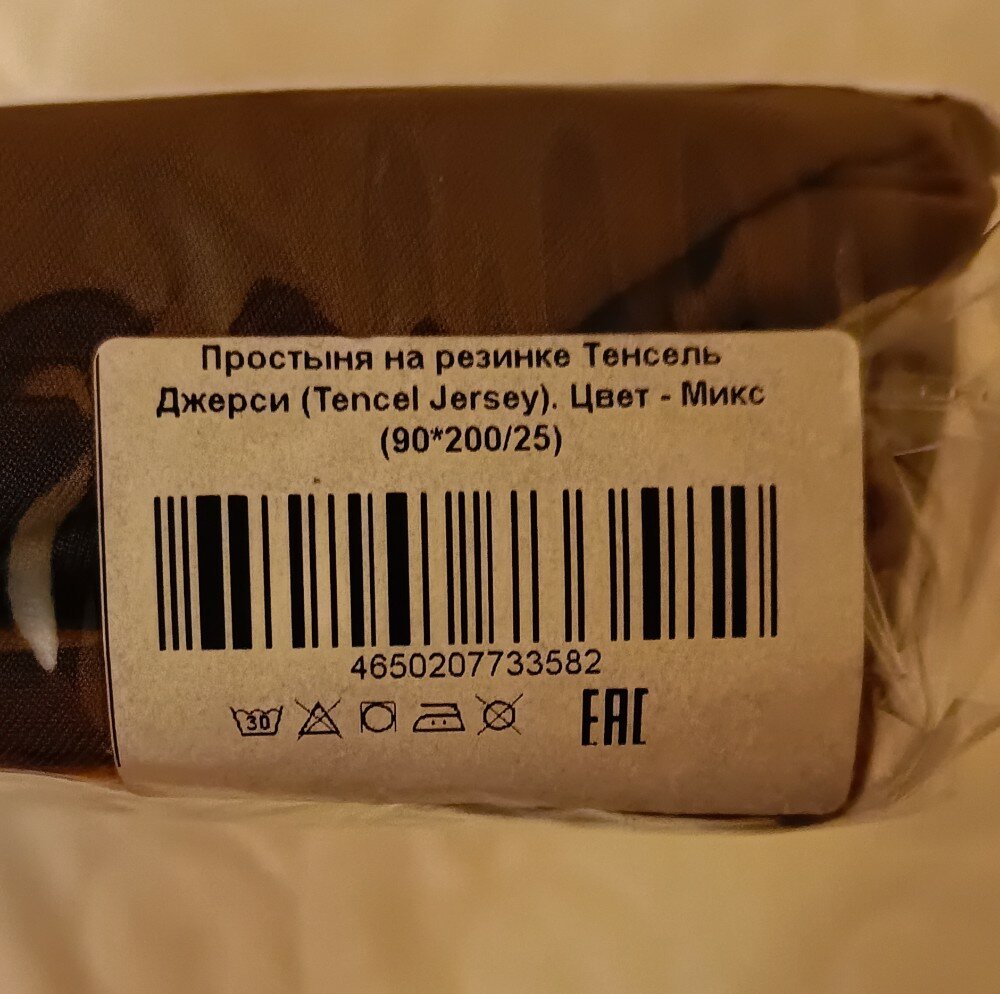 Простыня на резинке Тенсель
Джерси (Tencel Jersey). Цвет - Микс
(90*200/25)
4650207733582
30
EAC